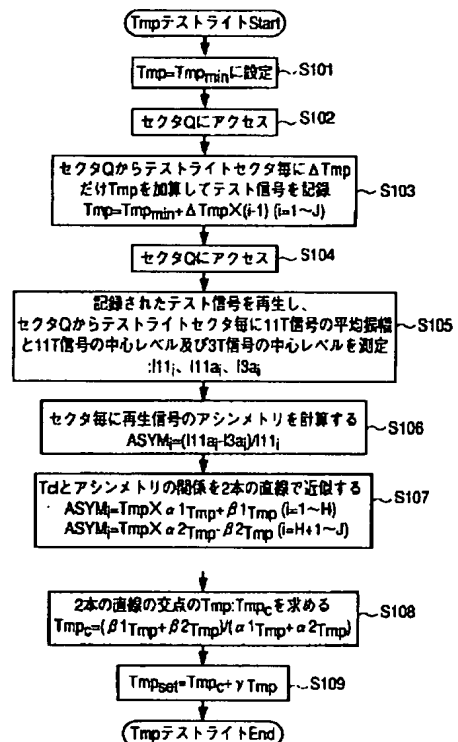 TmpテストライトStart
Tmp=Tmpminに設定
S101
セクタQにアクセス
S102
セクタQからテストライトセクタ毎にΔTmp
だけTmpを加算してテスト信号を記録
Tmp=Tmpmin+ΔTmp×(i-1) (i=1~J)
S103
セクタQにアクセス
S104
記録されたテスト信号を再生し、
セクタQからテストライトセクタ毎に11T信号の平均振幅
と11T信号の中心レベル及び3T信号の中心レベルを測定
:I11i、I11ai、I3ai
S105
セクタ毎に再生信号のアシンメトリを計算する
ASYMi=(I11ai-I3ai)/I11i
S106
Tclとアシンメトリの関係を2本の直線で近似する
ASYMi=Tmp×α1Tmp+β1Tmp (i=1~H)
ASYMi=Tmp×α2Tmp-β2Tmp (i=H+1~J)
S107
2本の直線の交点のTmp:Tmpcを求める
Tmpc=(β1Tmp+β2Tmp)/(α1Tmp+α2Tmp)
S108
Tmpset=Tmpc+γTmp
S109
TmpテストライトEnd